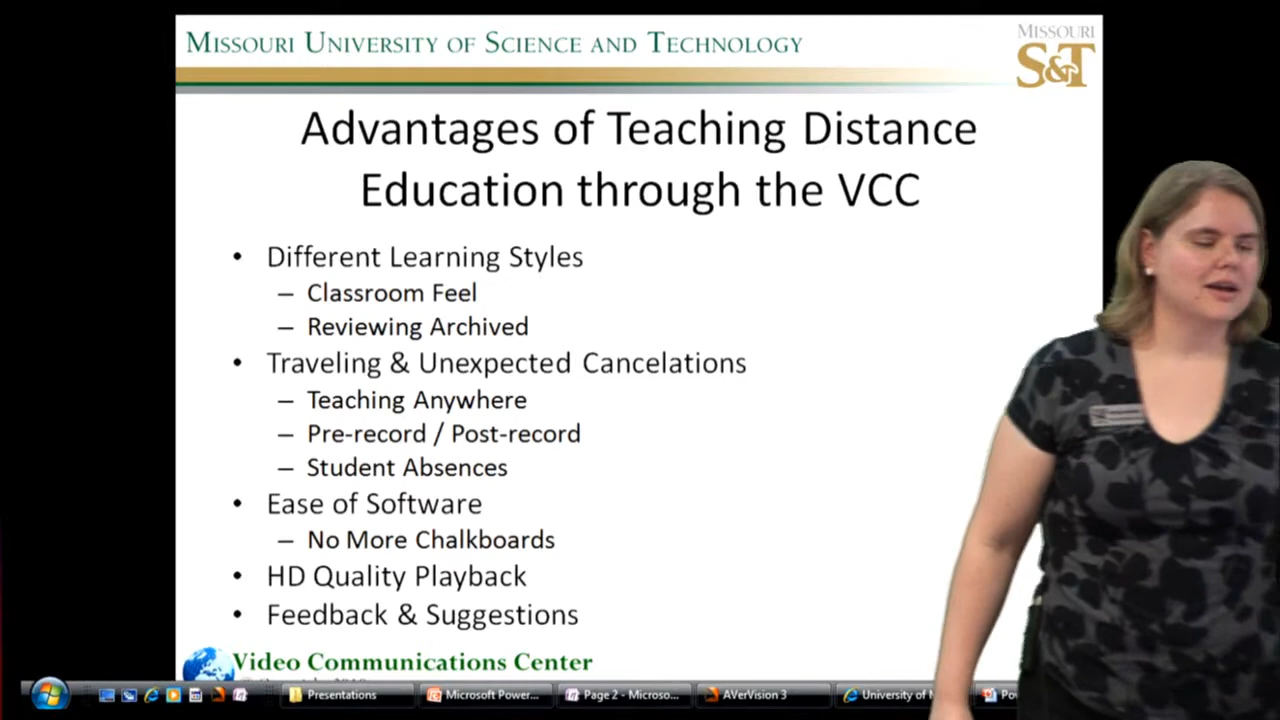 MISSOURI UNIVERSITY OF SCIENCE AND TECHNOLOGY
MISSOURI
S&T
Advantages of Teaching Distance
Education through the VCC
• Different Learning Styles
– Classroom Feel
– Reviewing Archived
• Traveling & Unexpected Cancelations
– Teaching Anywhere
– Pre-record / Post-record
– Student Absences
• Ease of Software
– No More Chalkboards
• HD Quality Playback
• Feedback & Suggestions
Video Communications Center
Presentations
Microsoft Power...
Page 2 - Microso...
AVerVision 3
University of